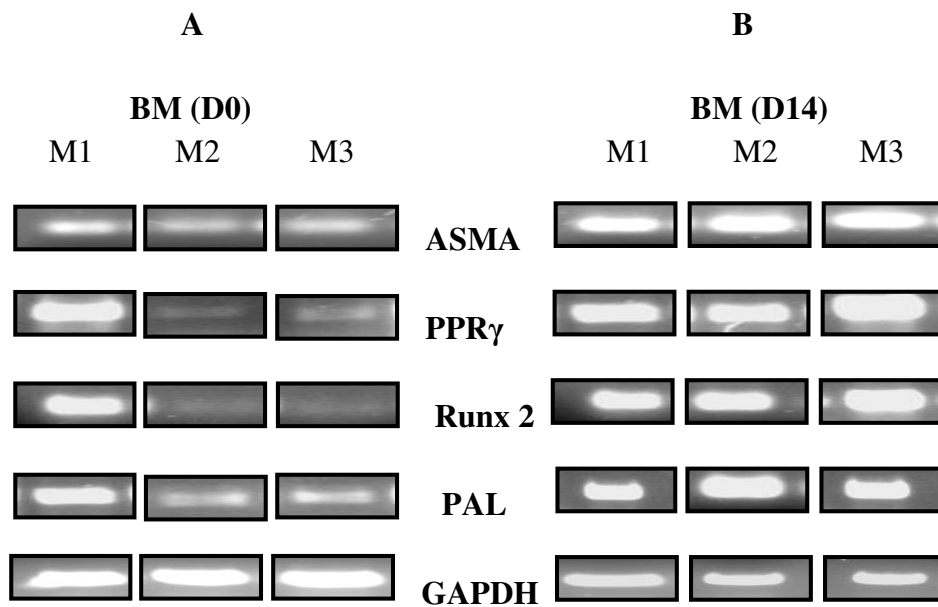 A B
BM (D0) BM (D14)
M1 M2 M3 M1 M2 M3
ASMA
PPRγ
Runx 2
PAL
GAPDH